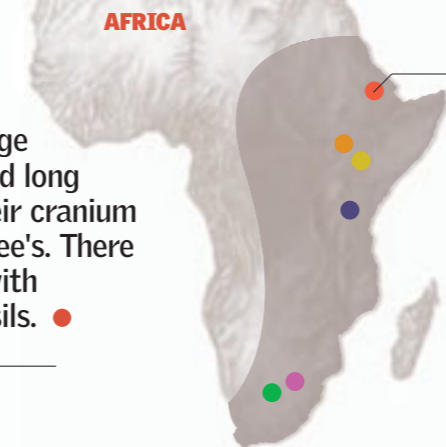 AFRICA
ge
d long
eir cranium
ee's. There
vith
sils.